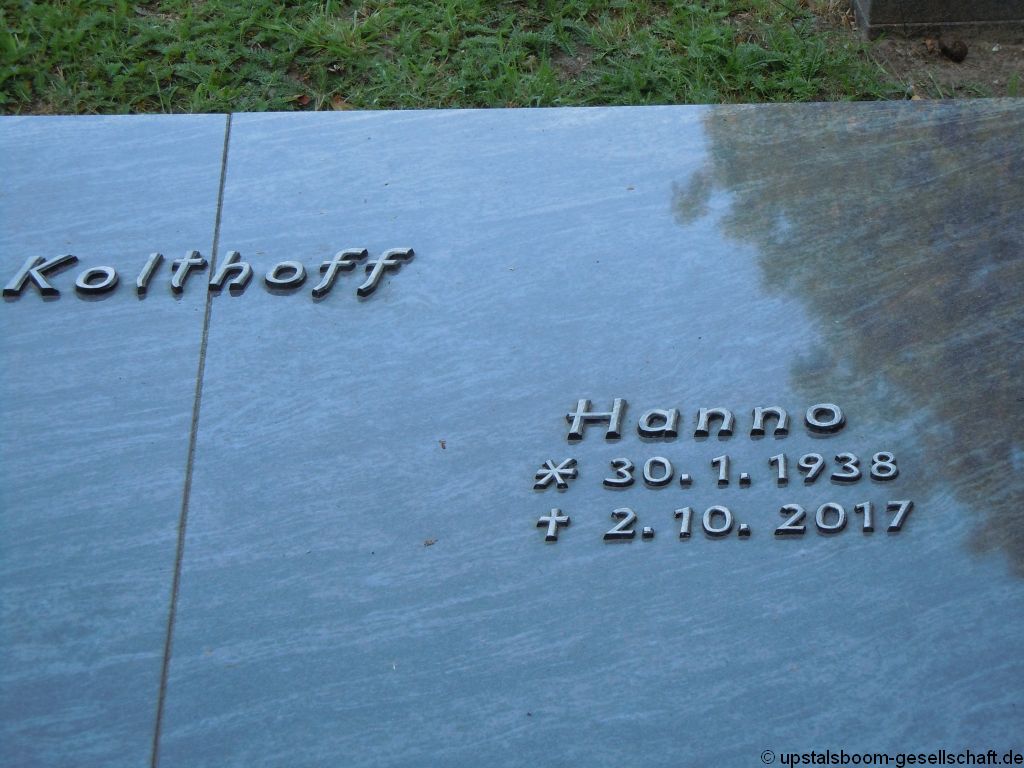 Kolthoff
Hanno
* 30. 1. 1938
† 2. 10. 2017
© upstalsboom-gesellschaft.de